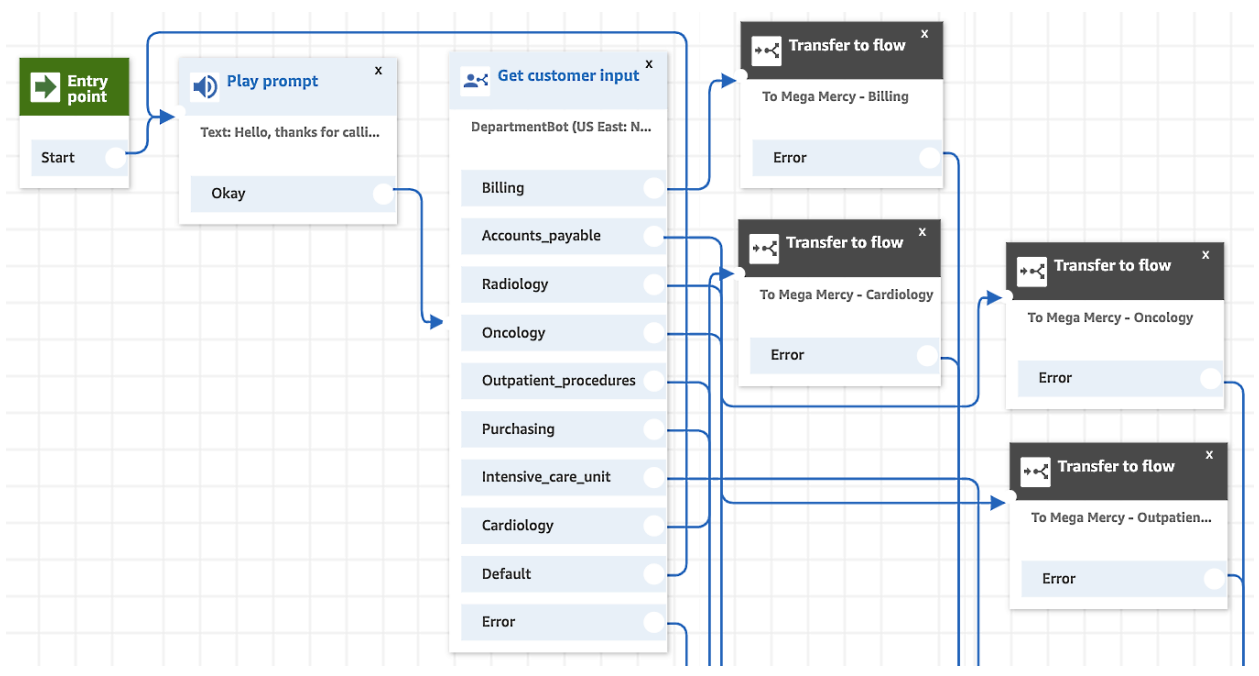 Entry
point
Start
x
Play prompt
Text: Hello, thanks for calli...
Okay
x
Get customer input
DepartmentBot (US East: N...
Billing
Accounts_payable
Radiology
Oncology
Outpatient_procedures
Purchasing
Intensive_care_unit
Cardiology
Default
Error
x
Transfer to flow
To Mega Mercy - Billing
Error
x
Transfer to flow
To Mega Mercy - Cardiology
Error
x
Transfer to flow
To Mega Mercy - Oncology
Error
x
Transfer to flow
To Mega Mercy - Outpatien...
Error